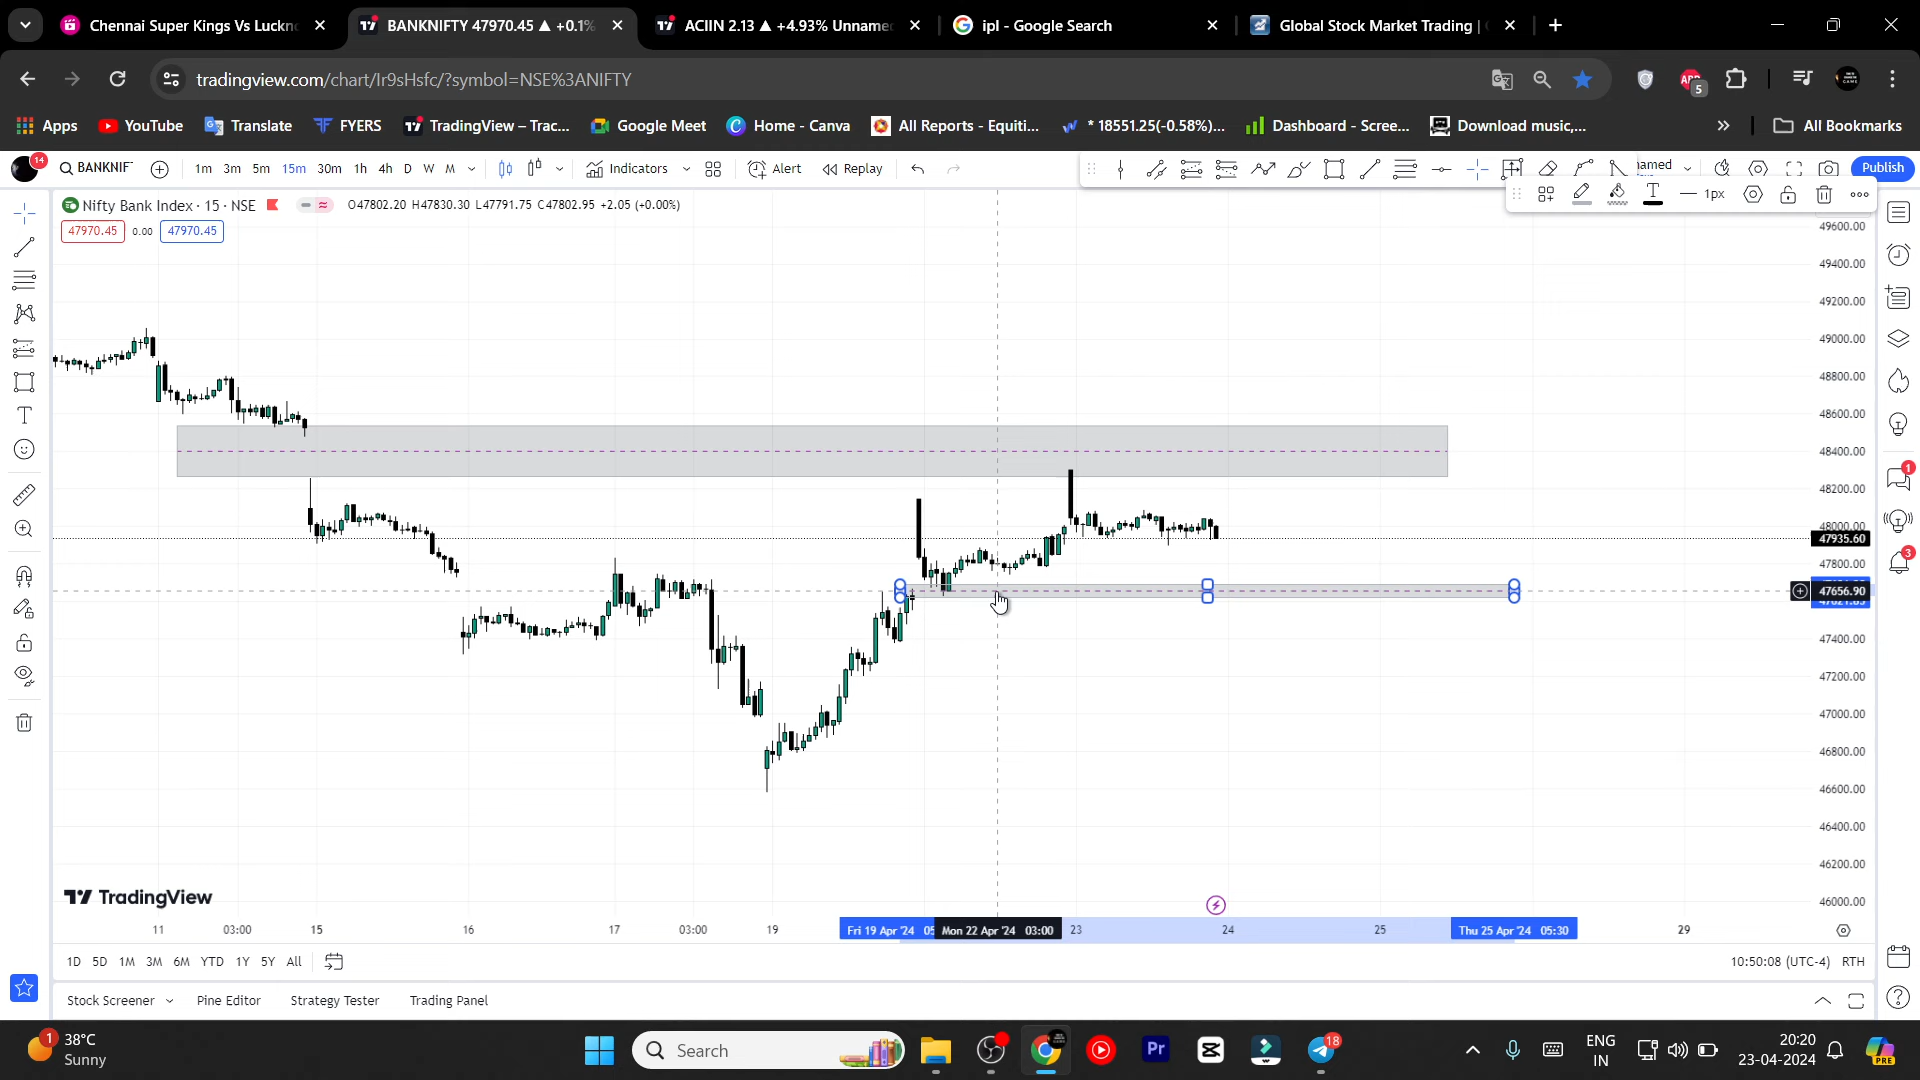 Chennai Super Kings Vs Luckn
BANKNIFTY 47970.45 ▲ +0.1%
ACIIN 2.13 ▲ +4.93% Unname
ipl - Google Search
Global Stock Market Trading |
tradingview.com/chart/Ir9sHsfc/?symbol=NSE%3ANIFTY
5
Apps
YouTube
Translate
FYERS
TradingView – Trac...
Google Meet
Home - Canva
All Reports - Equiti...
* 18551.25(-0.58%)...
Dashboard - Scree...
Download music,...
All Bookmarks
14
BANKNIF
1m 3m 5m 15m 30m 1h 4h D W M
Indicators
Alert
Replay
named
Publish
1px
Nifty Bank Index · 15 · NSE
O47802.20 H47830.30 L47791.75 C47802.95 +2.05 (+0.00%)
47970.45 0.00 47970.45
49600.00
49400.00
49200.00
49000.00
48800.00
48600.00
48400.00
48200.00
48000.00
47935.60
47800.00
47656.90
47400.00
47200.00
47000.00
46800.00
46600.00
46400.00
46200.00
46000.00
1
3
TradingView
11 03:00 15 16 17 03:00 19 Fri 19 Apr '24 05 Mon 22 Apr '24 03:00 23 24 25 Thu 25 Apr '24 05:30 29
1D 5D 1M 3M 6M YTD 1Y 5Y All
10:50:08 (UTC-4) RTH
Stock Screener Pine Editor Strategy Tester Trading Panel
1
38°C
Sunny
Search
Pr
18
ENG
IN
20:20
23-04-2024
PRE